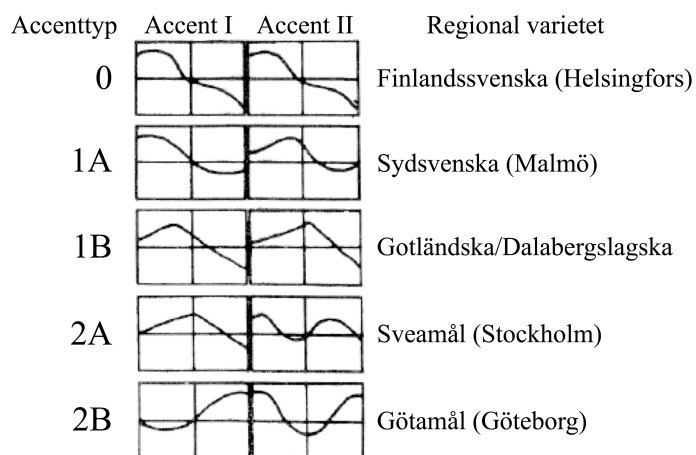 Accenttyp Accent I Accent II Regional varietet
0 Finlandssvenska (Helsingfors)
1A Sydsvenska (Malmö)
1B Gotländska/Dalabergslagska
2A Sveamål (Stockholm)
2B Götamål (Göteborg)